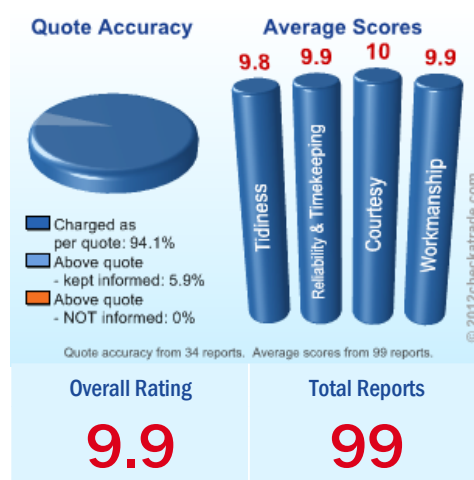 Quote Accuracy
Average Scores
9.8
9.9
10
9.9
Tidiness
Reliability & Timekeeping
Courtesy
Workmanship
Charged as
per quote: 94.1%
Above quote
- kept informed: 5.9%
Above quote
- NOT informed: 0%
© 2012checkatrade.com
Quote accuracy from 34 reports. Average scores from 99 reports.
Overall Rating
Total Reports
9.9
99